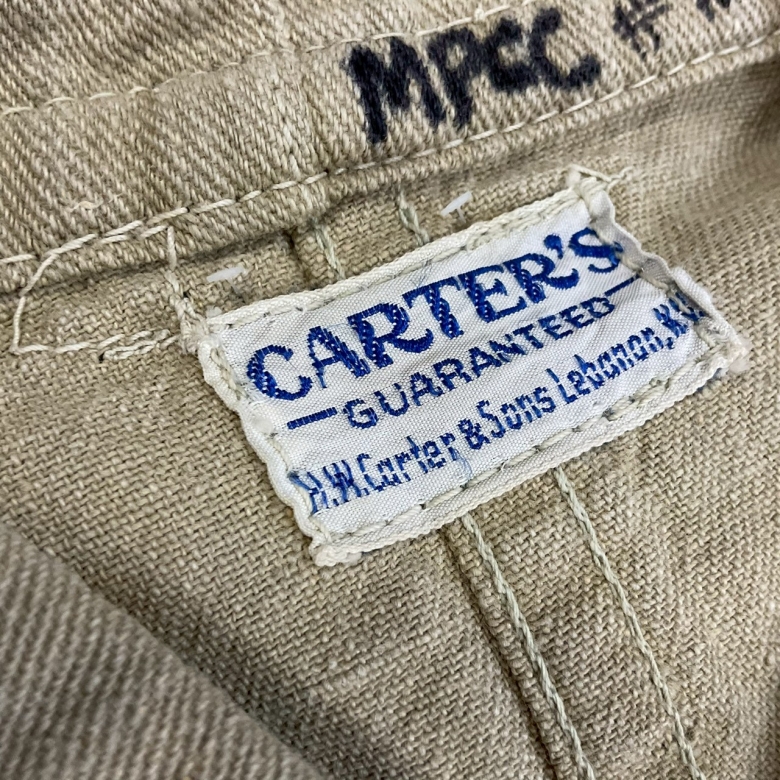 MPCC #
CARTER'S
GUARANTEED
H.W. Carter & Sons Lebanon, N.H.